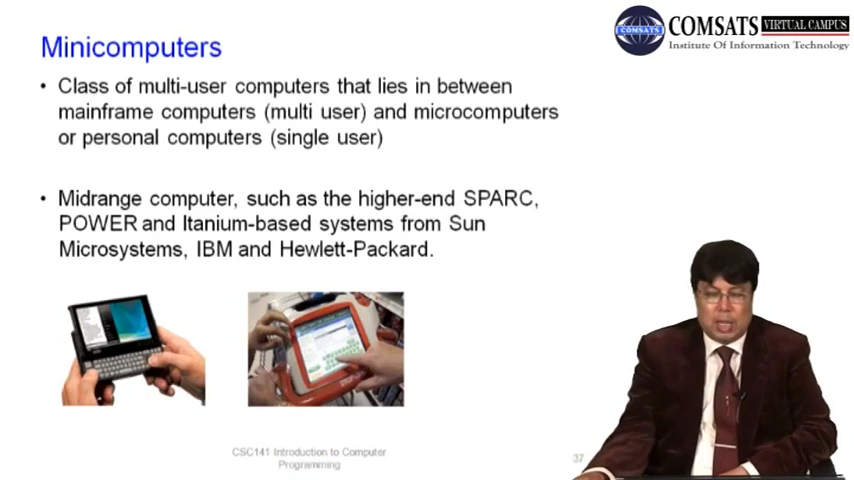 COMSATS VIRTUAL CAMPUS
Institute Of Information Technology
COMSATS
Minicomputers
• Class of multi-user computers that lies in between
mainframe computers (multi user) and microcomputers
or personal computers (single user)
• Midrange computer, such as the higher-end SPARC,
POWER and Itanium-based systems from Sun
Microsystems, IBM and Hewlett-Packard.
CSC141 Introduction to Computer
Programming
37